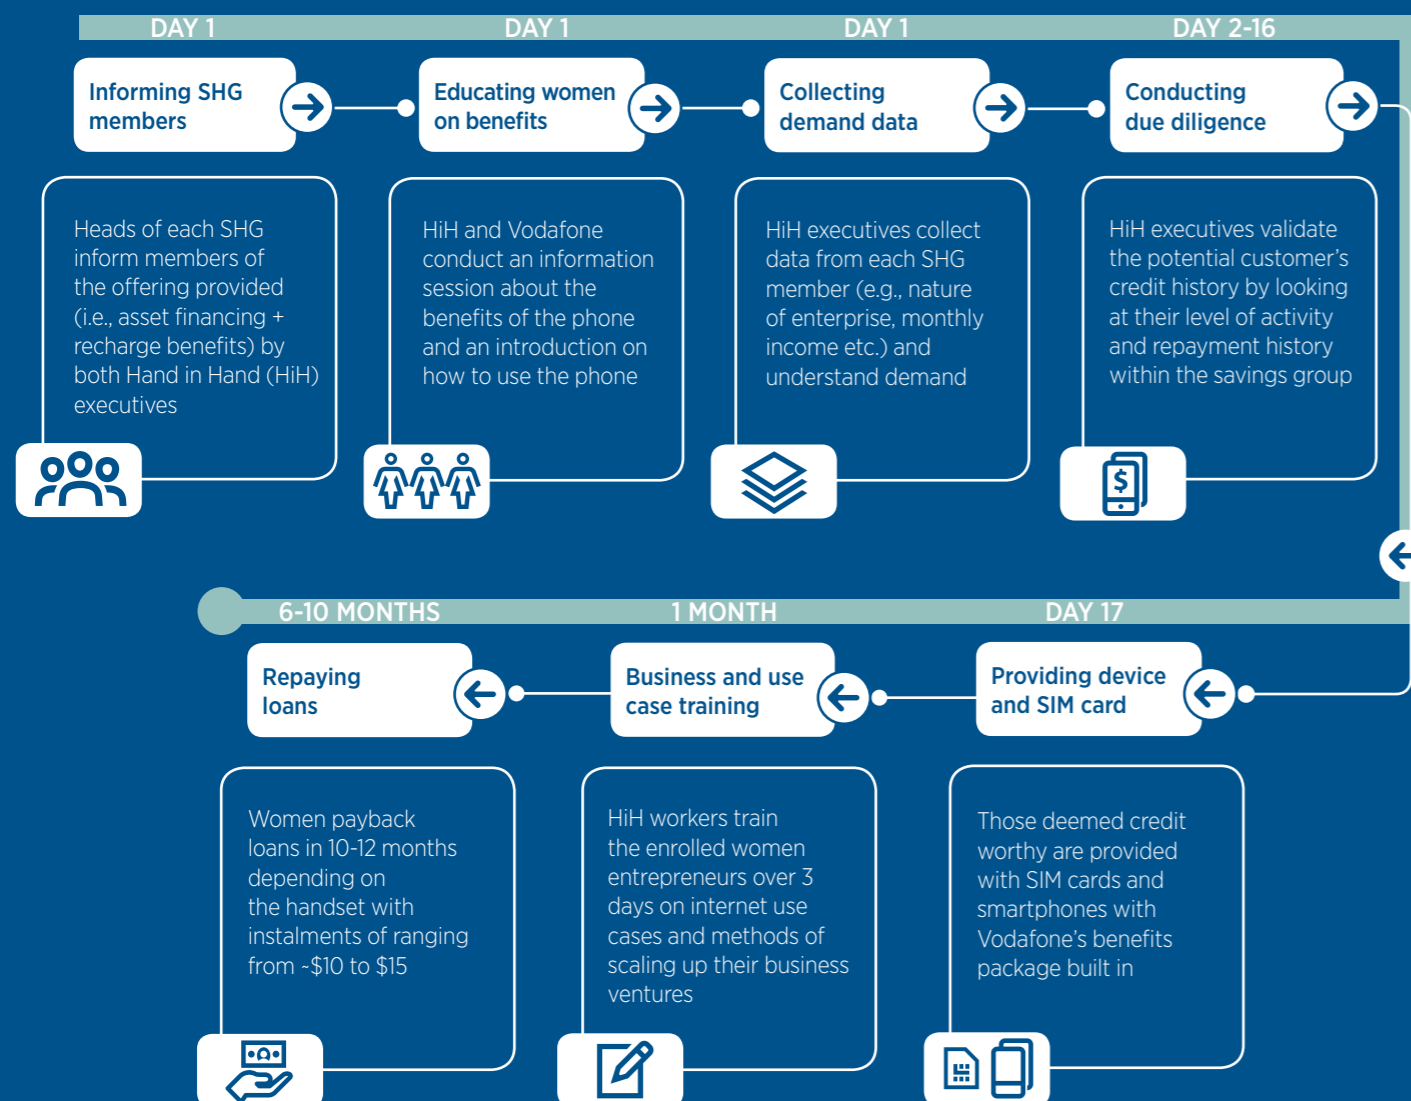 DAY 1
DAY 1
DAY 1
DAY 2-16
Informing SHG
members
Educating women
on benefits
Collecting
demand data
Conducting
due diligence
Heads of each SHG
inform members of
the offering provided
(i.e., asset financing +
recharge benefits) by
both Hand in Hand (HiH)
executives
HiH and Vodafone
conduct an information
session about the
benefits of the phone
and an introduction on
how to use the phone
HiH executives collect
data from each SHG
member (e.g., nature
of enterprise, monthly
income etc.) and
understand demand
HiH executives validate
the potential customer's
credit history by looking
at their level of activity
and repayment history
within the savings group
$
6-10 MONTHS
1 MONTH
DAY 17
Repaying
loans
Business and use
case training
Providing device
and SIM card
Women payback
loans in 10-12 months
depending on
the handset with
instalments of ranging
from ~$10 to $15
HiH workers train
the enrolled women
entrepreneurs over 3
days on internet use
cases and methods of
scaling up their business
ventures
Those deemed credit
worthy are provided
with SIM cards and
smartphones with
Vodafone's benefits
package built in